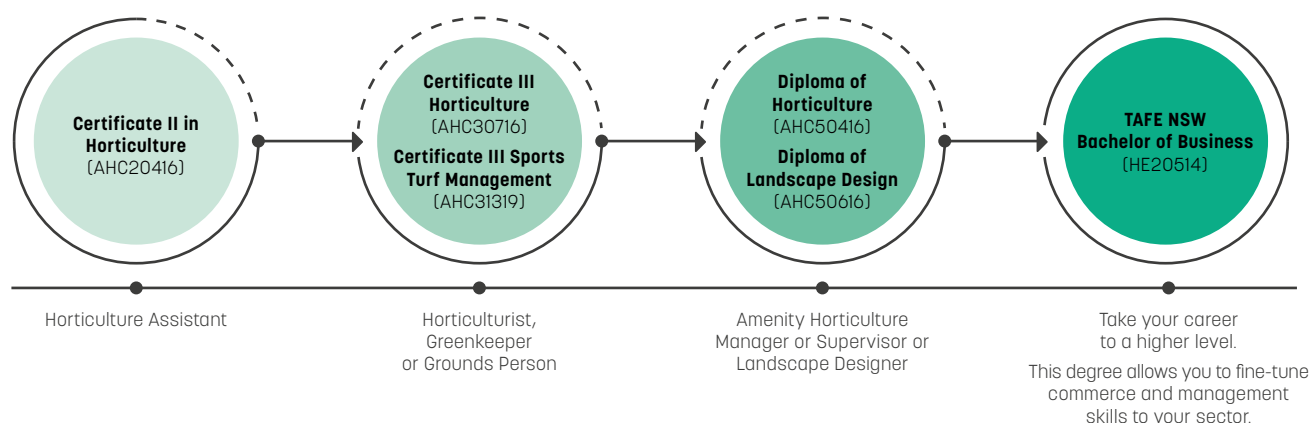 Certificate II in
Horticulture
(AHC20416)
Certificate III
Horticulture
(AHC30716)
Certificate III Sports
Turf Management
(AHC31319)
Diploma of
Horticulture
(AHC50416)
Diploma of
Landscape Design
(AHC50616)
TAFE NSW
Bachelor of Business
(HE20514)
Horticulture Assistant
Horticulturist,
Greenkeeper
or Grounds Person
Amenity Horticulture
Manager or Supervisor or
Landscape Designer
Take your career
to a higher level.
This degree allows you to fine-tune
commerce and management
skills to your sector.